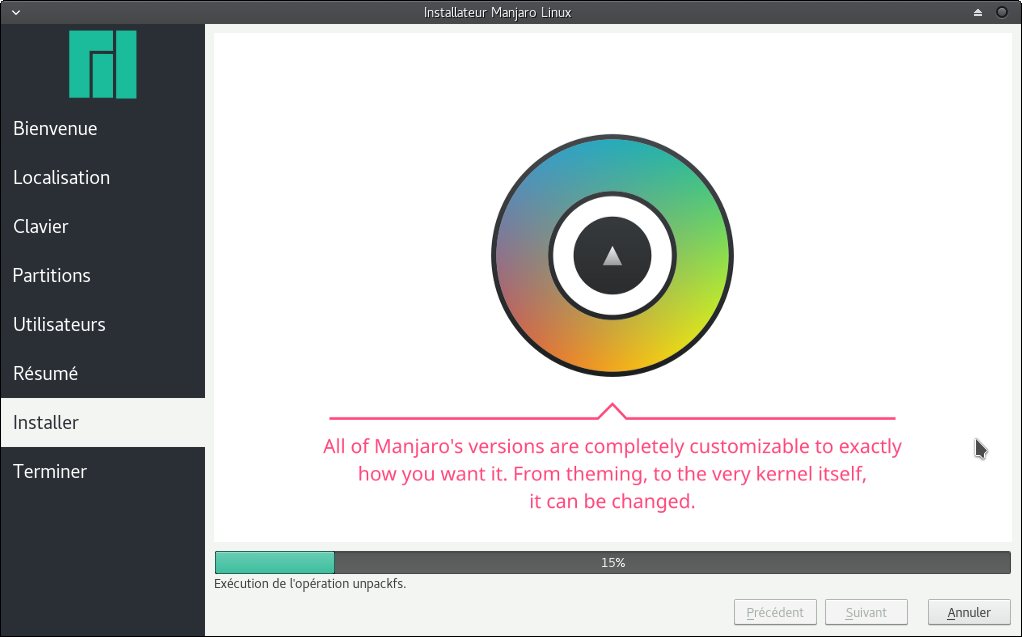 Installateur Manjaro Linux
Bienvenue
Localisation
Clavier
Partitions
Utilisateurs
Résumé
Installer
Terminer
All of Manjaro's versions are completely customizable to exactly
how you want it. From theming, to the very kernel itself,
it can be changed.
15%
Exécution de l'opération unpackfs.
Précédent
Suivant
Annuler